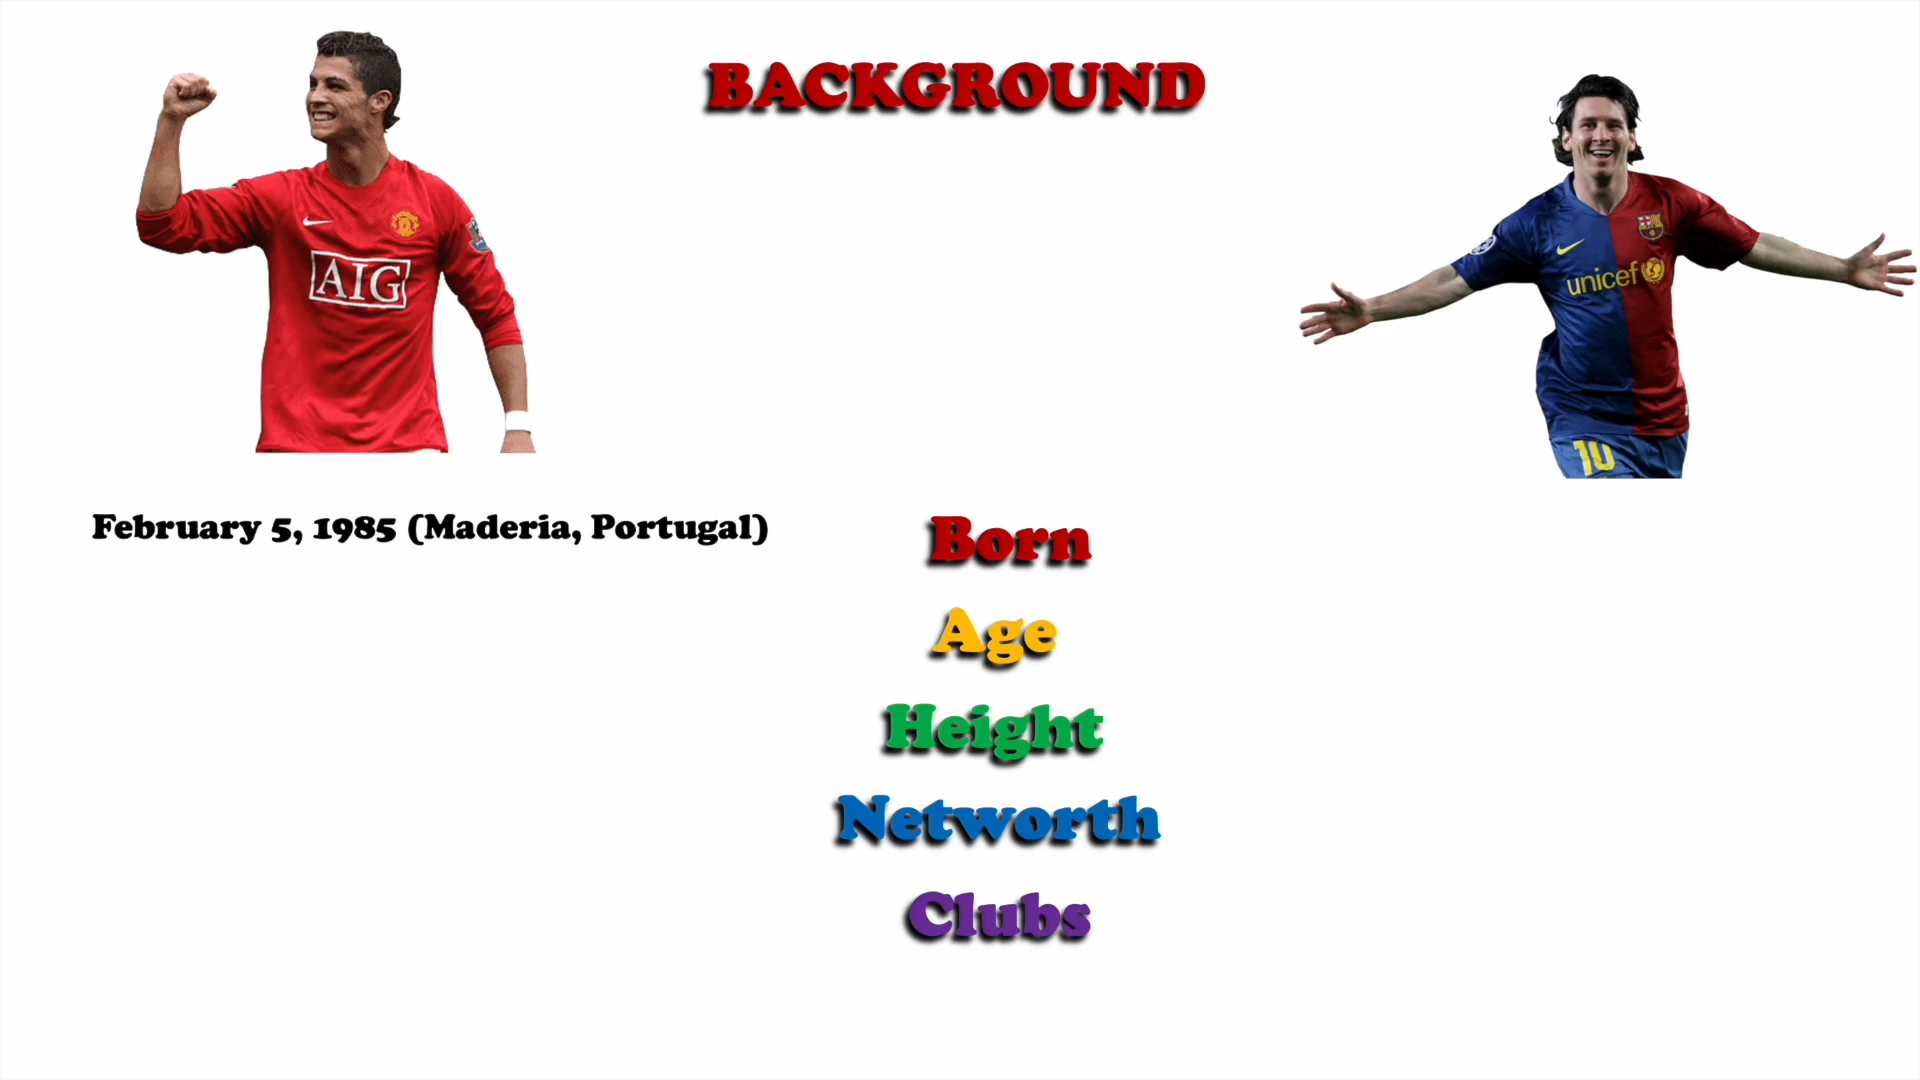 BACKGROUND
AIG
unicef
10
February 5, 1985 (Maderia, Portugal)
Born
Age
Height
Networth
Clubs